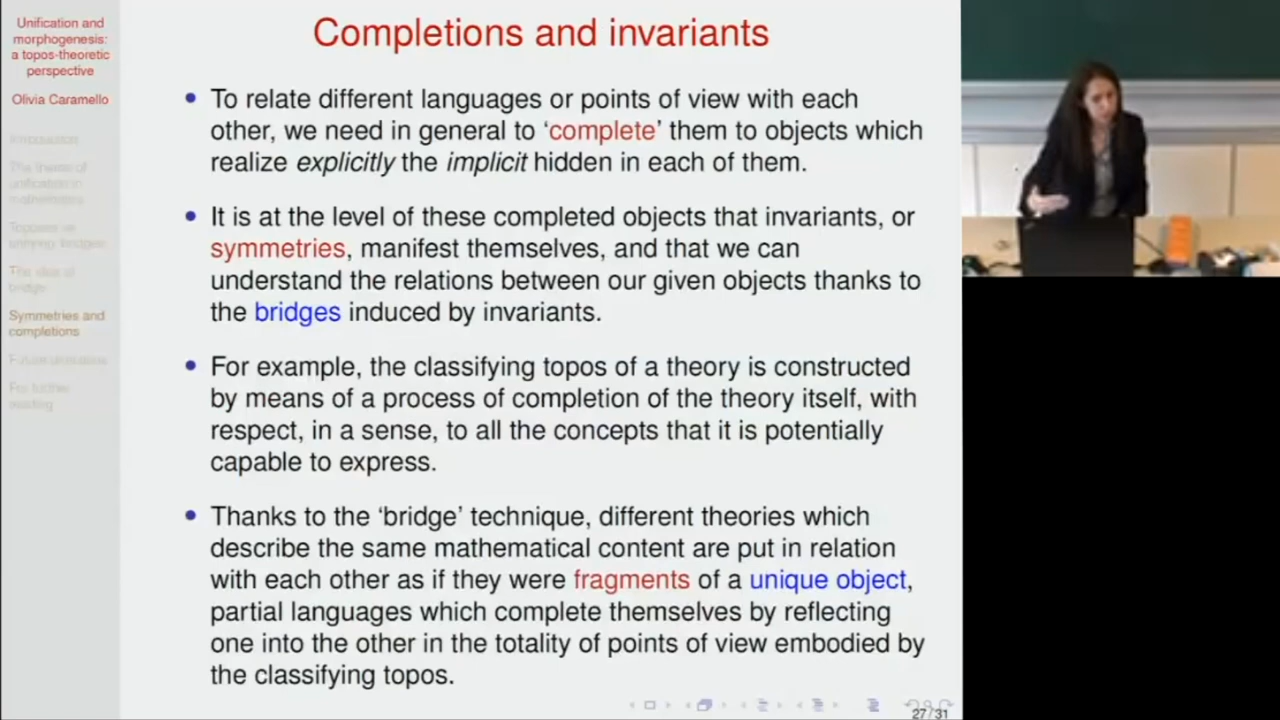 Unification and
morphogenesis:
a topos-theoretic
perspective
Olivia Caramello
Introduction
The theme of
unification in
mathematics
Toposes as
unifying 'bridges'
The idea of
bridge
Symmetries and
completions
For further
reading
Completions and invariants
• To relate different languages or points of view with each
other, we need in general to ‘complete’ them to objects which
realize explicitly the implicit hidden in each of them.
• It is at the level of these completed objects that invariants, or
symmetries, manifest themselves, and that we can
understand the relations between our given objects thanks to
the bridges induced by invariants.
• For example, the classifying topos of a theory is constructed
by means of a process of completion of the theory itself, with
respect, in a sense, to all the concepts that it is potentially
capable to express.
• Thanks to the ‘bridge’ technique, different theories which
describe the same mathematical content are put in relation
with each other as if they were fragments of a unique object,
partial languages which complete themselves by reflecting
one into the other in the totality of points of view embodied by
the classifying topos.
27/31